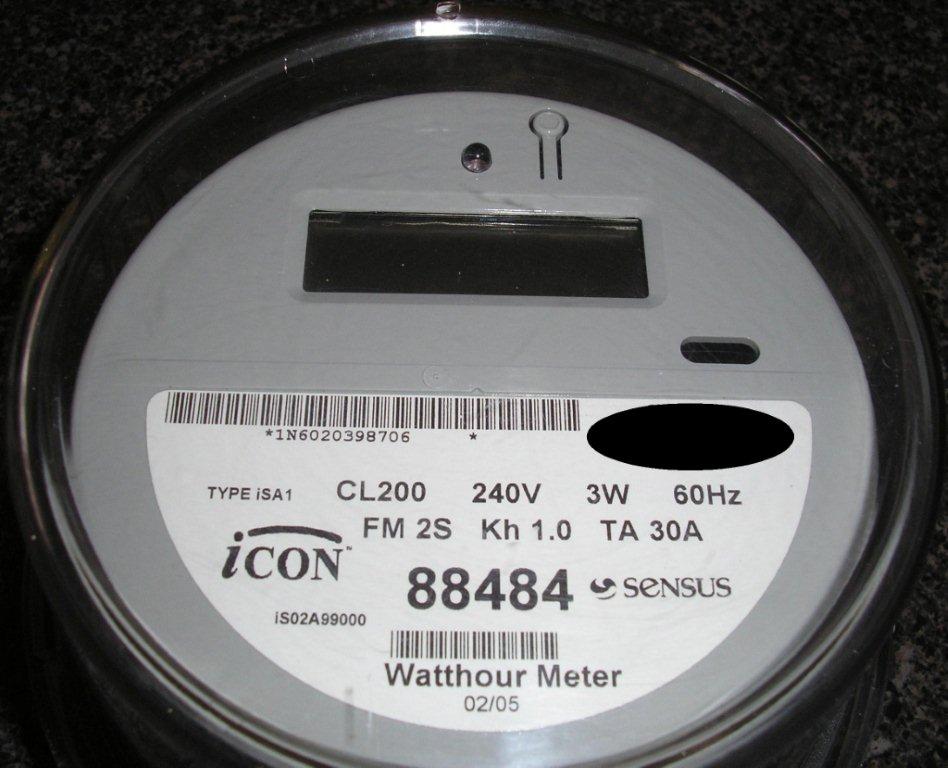 *1N6020398706 *
TYPE iSA1 CL200 240V 3W 60Hz
FM 2S Kh 1.0 TA 30A
iCON™
88484 SENSUS
iS02A99000
Watthour Meter
02/05